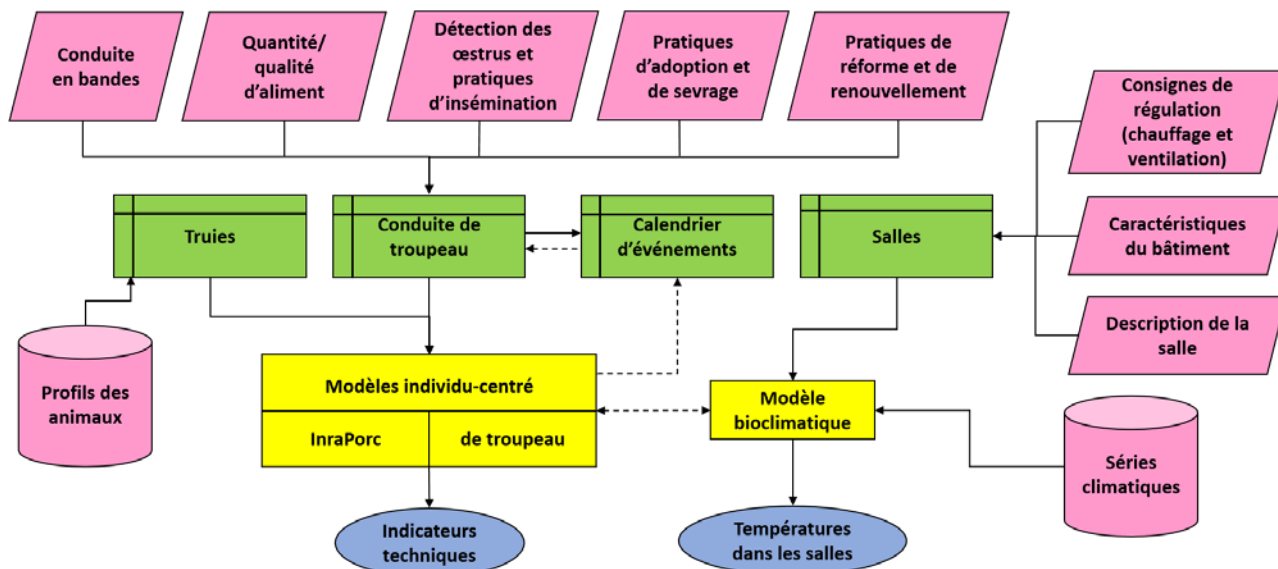 Conduite
en bandes
Quantité/
qualité
d'aliment
Détection des
œstrus et
pratiques
d'insémination
Pratiques
d'adoption et
de sevrage
Pratiques de
réforme et de
renouvellement
Consignes de
régulation
(chauffage et
ventilation)
Truies
Conduite de
troupeau
Calendrier
d'événements
Salles
Caractéristiques
du bâtiment
Description de la
salle
Profils des
animaux
Modèles individu-centré
InraPorc
de troupeau
Modèle
bioclimatique
Séries
climatiques
Indicateurs
techniques
Températures
dans les salles